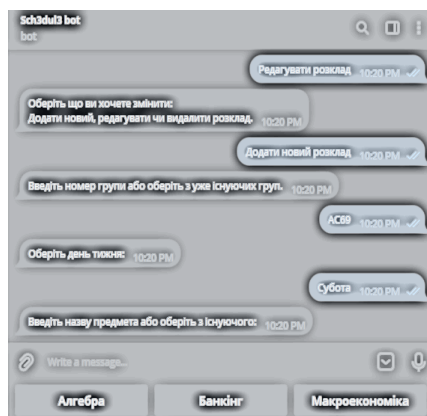 Sch3dul3 bot
bot
Редагувати розклад 10:20 PM
Оберіть що ви хочете змінити:
Додати новий, редагувати чи видалити розклад. 10:20 PM
Додати новий розклад 10:20 PM
Введіть номер групи або оберіть з уже існуючих груп. 10:20 PM
АС69 10:20 PM
Оберіть день тижня: 10:20 PM
Субота 10:20 PM
Введіть назву предмета або оберіть з існуючого: 10:20 PM
Write a message...
Алгебра Банкінг Макроекономіка